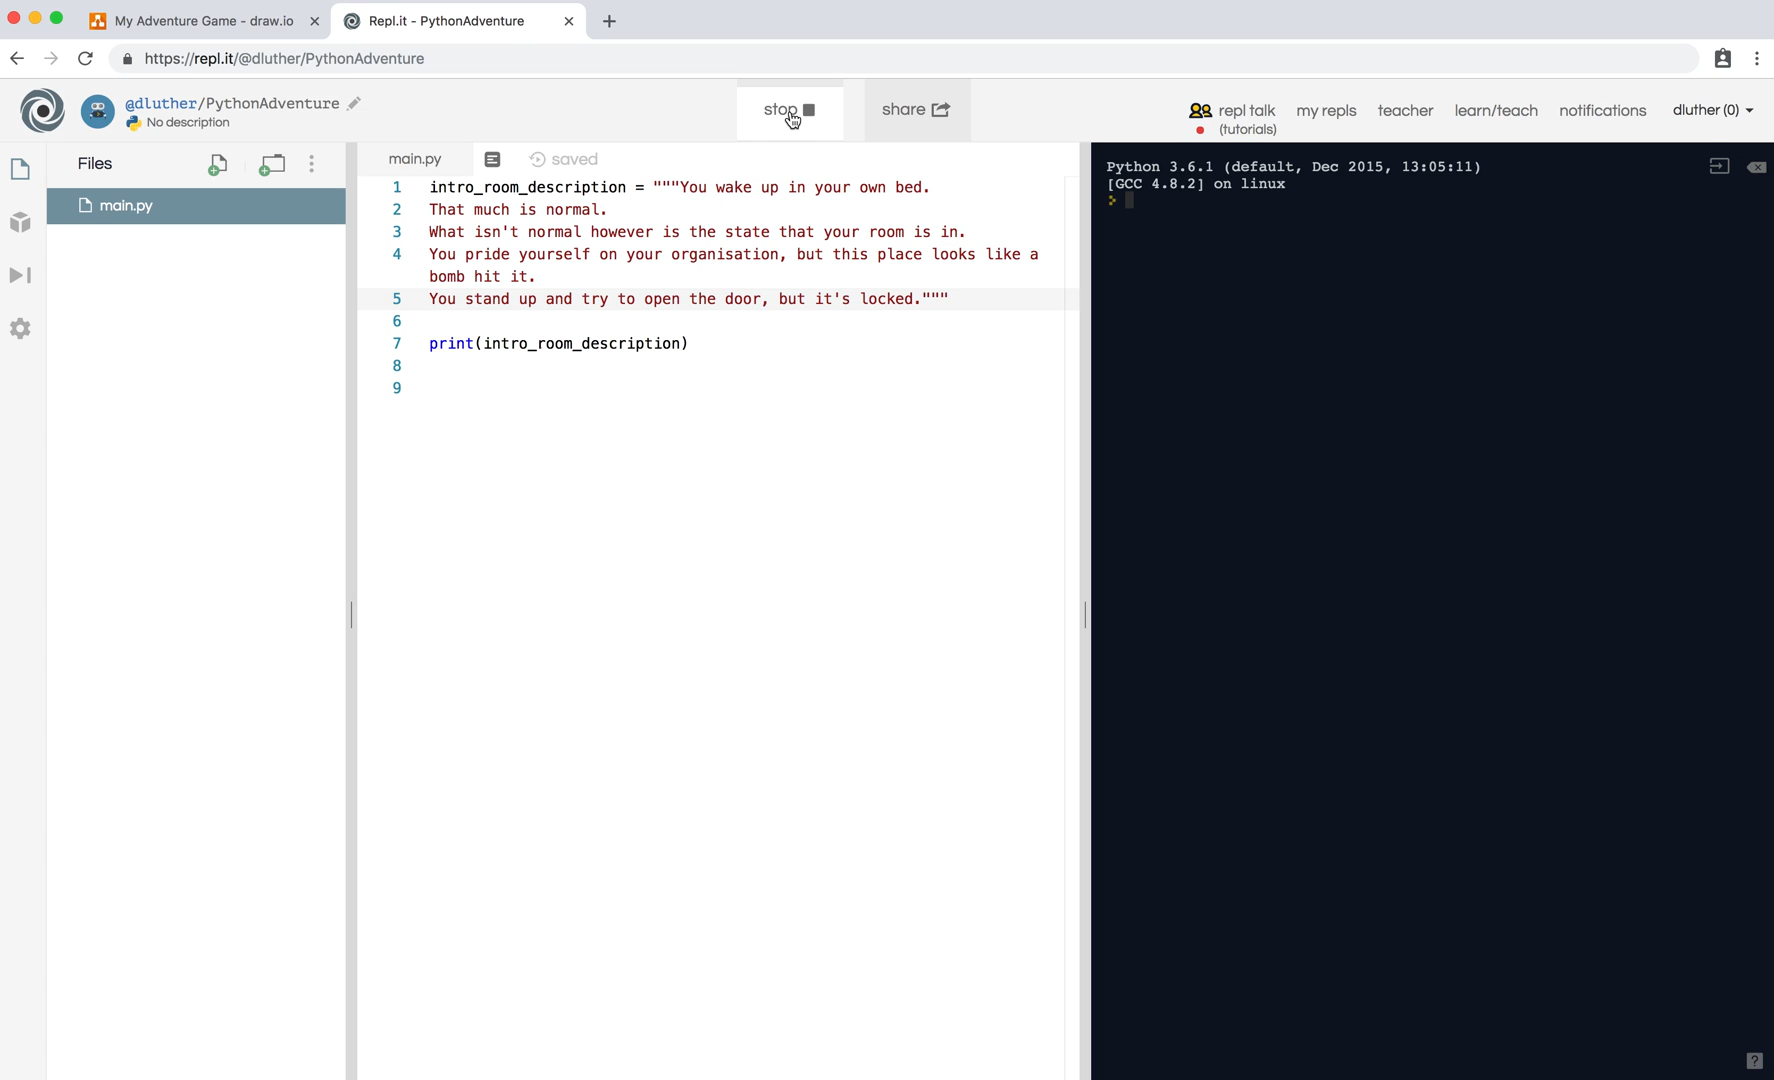 My Adventure Game - draw.io
Repl.it - PythonAdventure
https://repl.it/@dluther/PythonAdventure
@dluther/PythonAdventure
No description
stop
share
repl talk
(tutorials)
my repls
teacher
learn/teach
notifications
dluther (0)
Files
main.py
main.py
saved
1 intro_room_description = """You wake up in your own bed.
2 That much is normal.
3 What isn't normal however is the state that your room is in.
4 You pride yourself on your organisation, but this place looks like a
bomb hit it.
5 You stand up and try to open the door, but it's locked."""
6
7 print(intro_room_description)
8
9
Python 3.6.1 (default, Dec 2015, 13:05:11)
[GCC 4.8.2] on linux
?